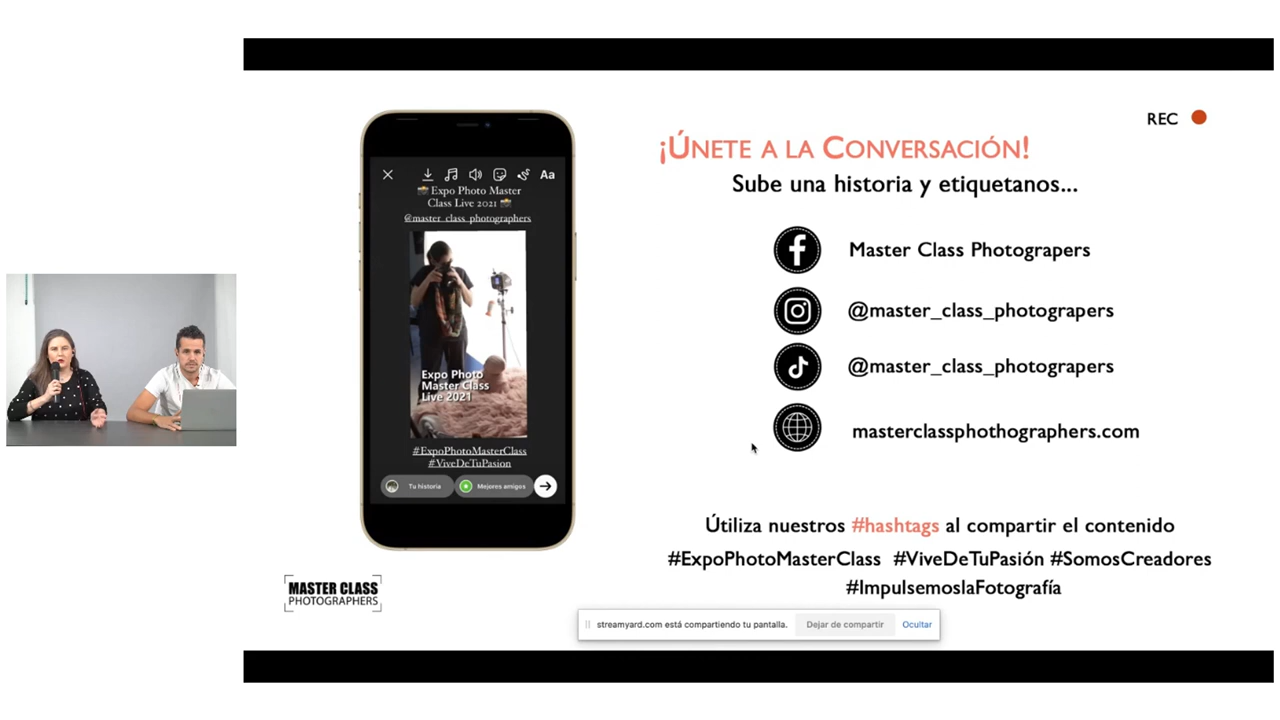 REC
¡ÚNETE A LA CONVERSACIÓN!
Sube una historia y etiquetanos...
Master Class Photograpers
@master_class_photograpers
@master_class_photograpers
masterclassphothographers.com
Útiliza nuestros #hashtags al compartir el contenido
#ExpoPhotoMasterClass #ViveDeTuPasión #SomosCreadores
#ImpulsemoslaFotografía
Aa
Expo Photo Master
Class Live 2021
@master_class_photographers
Expo Photo
Master Class
Live 2021
#ExpoPhotoMasterClass
#ViveDeTuPasion
Tu historia
Mejores amigos
MASTER CLASS
PHOTOGRAPHERS
streamyard.com está compartiendo tu pantalla.
Dejar de compartir
Ocultar